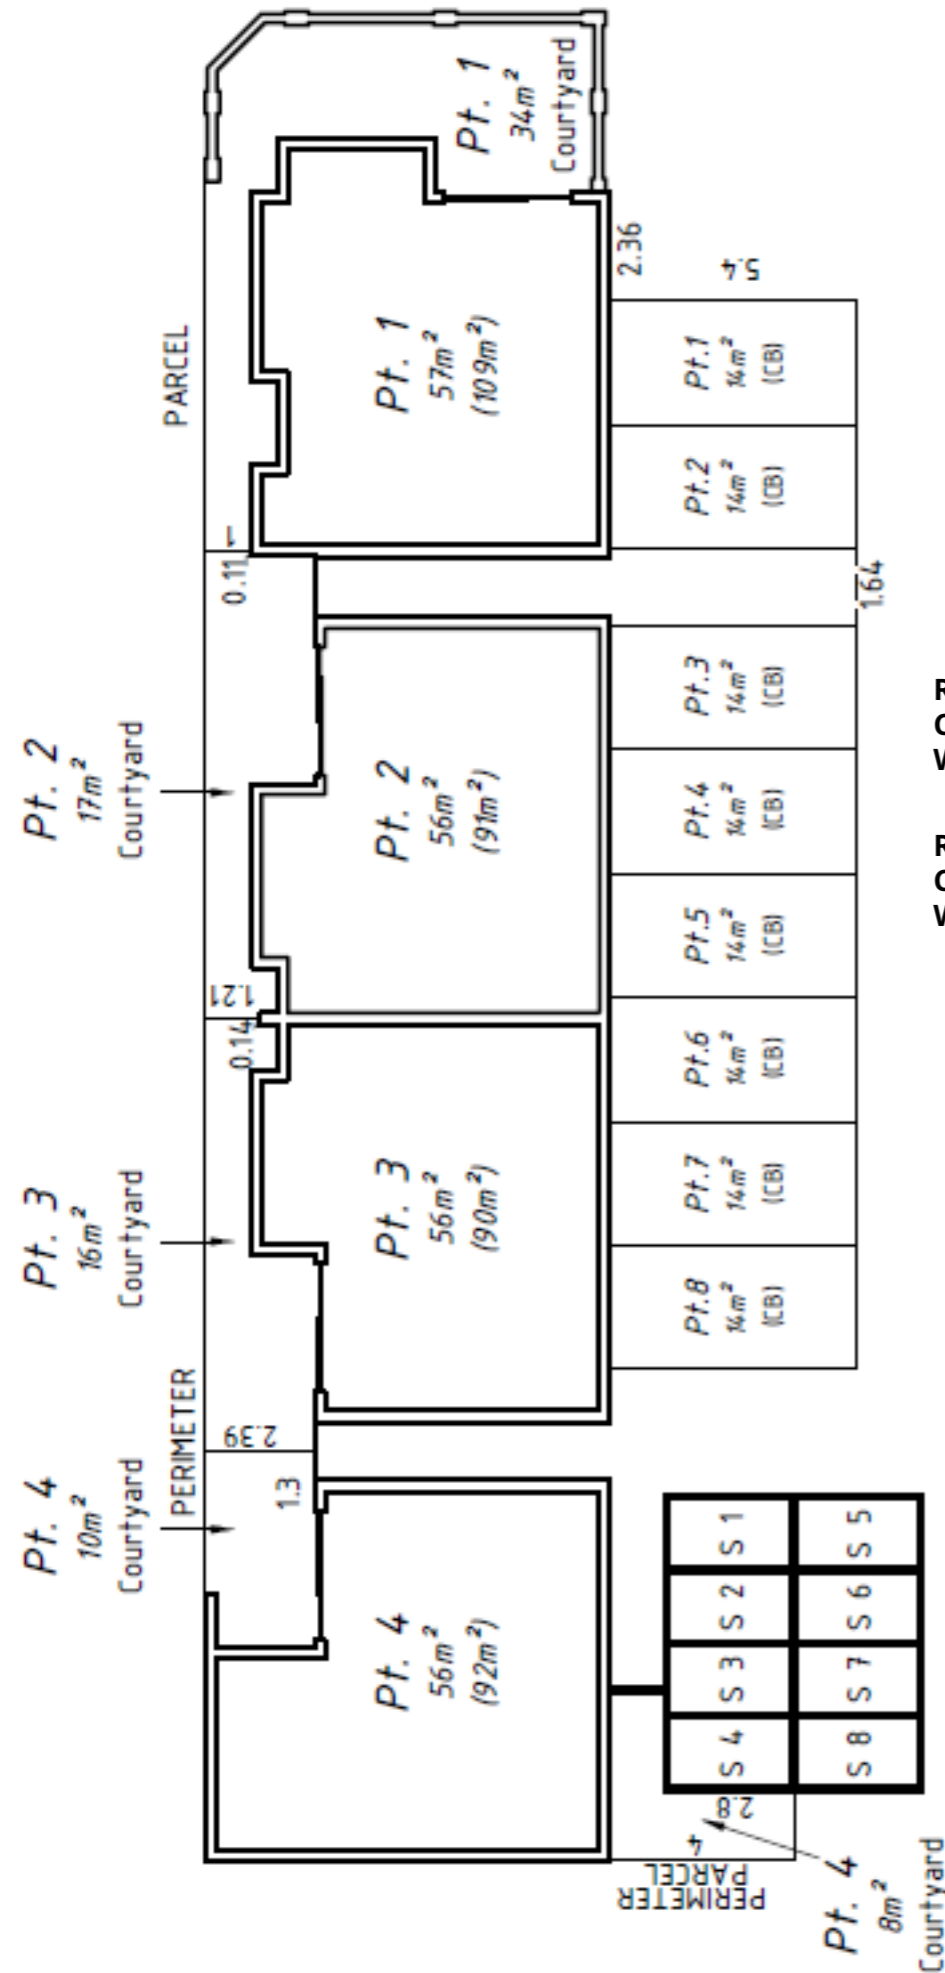 Pt. 1
34m²
Courtyard
PARCEL
Pt. 1
57m²
(109m²)
2.36
5.4
Pt.1
14m²
(CB)
Pt.2
14m²
(CB)
1
0.11
1.64
Pt. 2
17m²
Courtyard
Pt. 2
56m²
(91m²)
Pt.3
14m²
(CB)
Pt.4
14m²
(CB)
Pt.5
14m²
(CB)
1.21
0.14
Pt.6
14m²
(CB)
Pt. 3
16m²
Courtyard
Pt. 3
56m²
(90m²)
Pt.7
14m²
(CB)
Pt.8
14m²
(CB)
PERIMETER
2.39
1.3
Pt. 4
10m²
Courtyard
Pt. 4
56m²
(92m²)
S 1
S 2
S 3
S 4
S 5
S 6
S 7
S 8
2.8
4
PERIMETER
PARCEL
Pt. 4
8m²
Courtyard